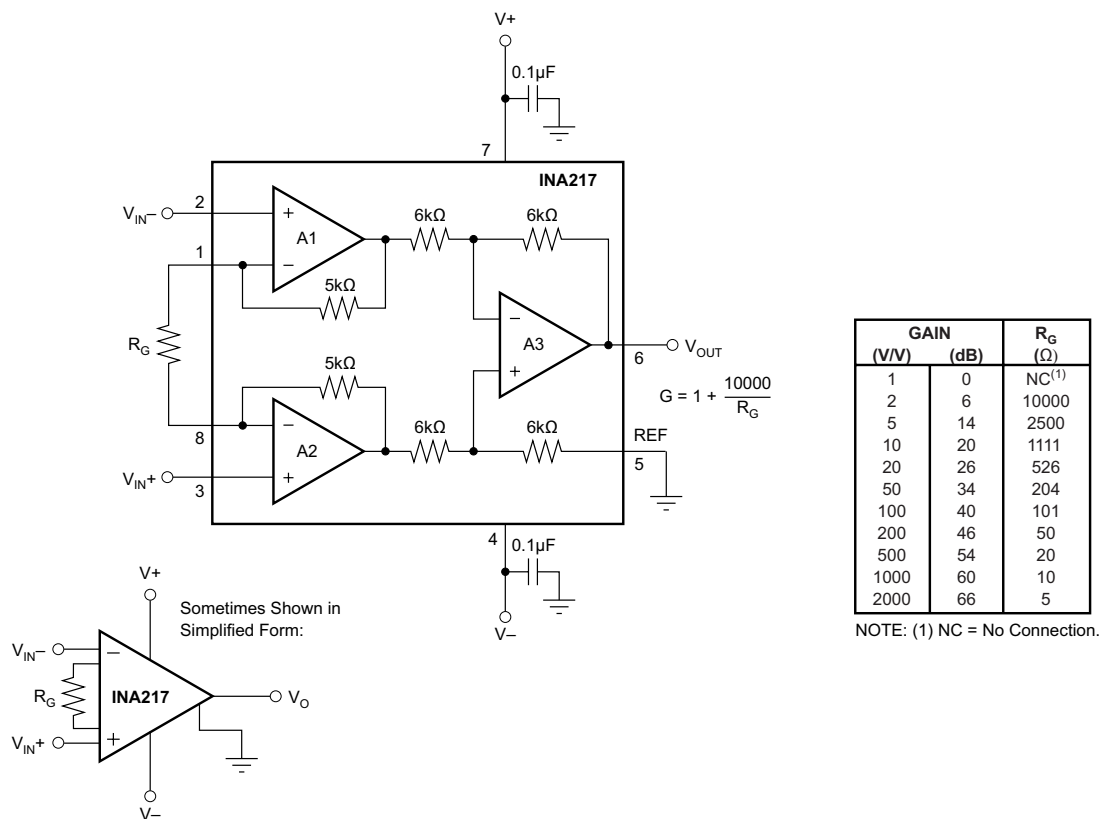 V+
0.1µF
7
INA217
V_IN– 2
+
A1
6kΩ 6kΩ
1
–
5kΩ
R_G
–
A3
+
6
V_OUT
G = 1 + 10000 / R_G
5kΩ
8
–
A2
6kΩ 6kΩ
REF
5
V_IN+ 3
+
4
0.1µF
V–
V+
Sometimes Shown in
Simplified Form:
V_IN–
–
R_G
INA217
V_O
V_IN+
+
V–
GAIN R_G
(V/V) (dB) (Ω)
1 0 NC(1)
2 6 10000
5 14 2500
10 20 1111
20 26 526
50 34 204
100 40 101
200 46 50
500 54 20
1000 60 10
2000 66 5
NOTE: (1) NC = No Connection.